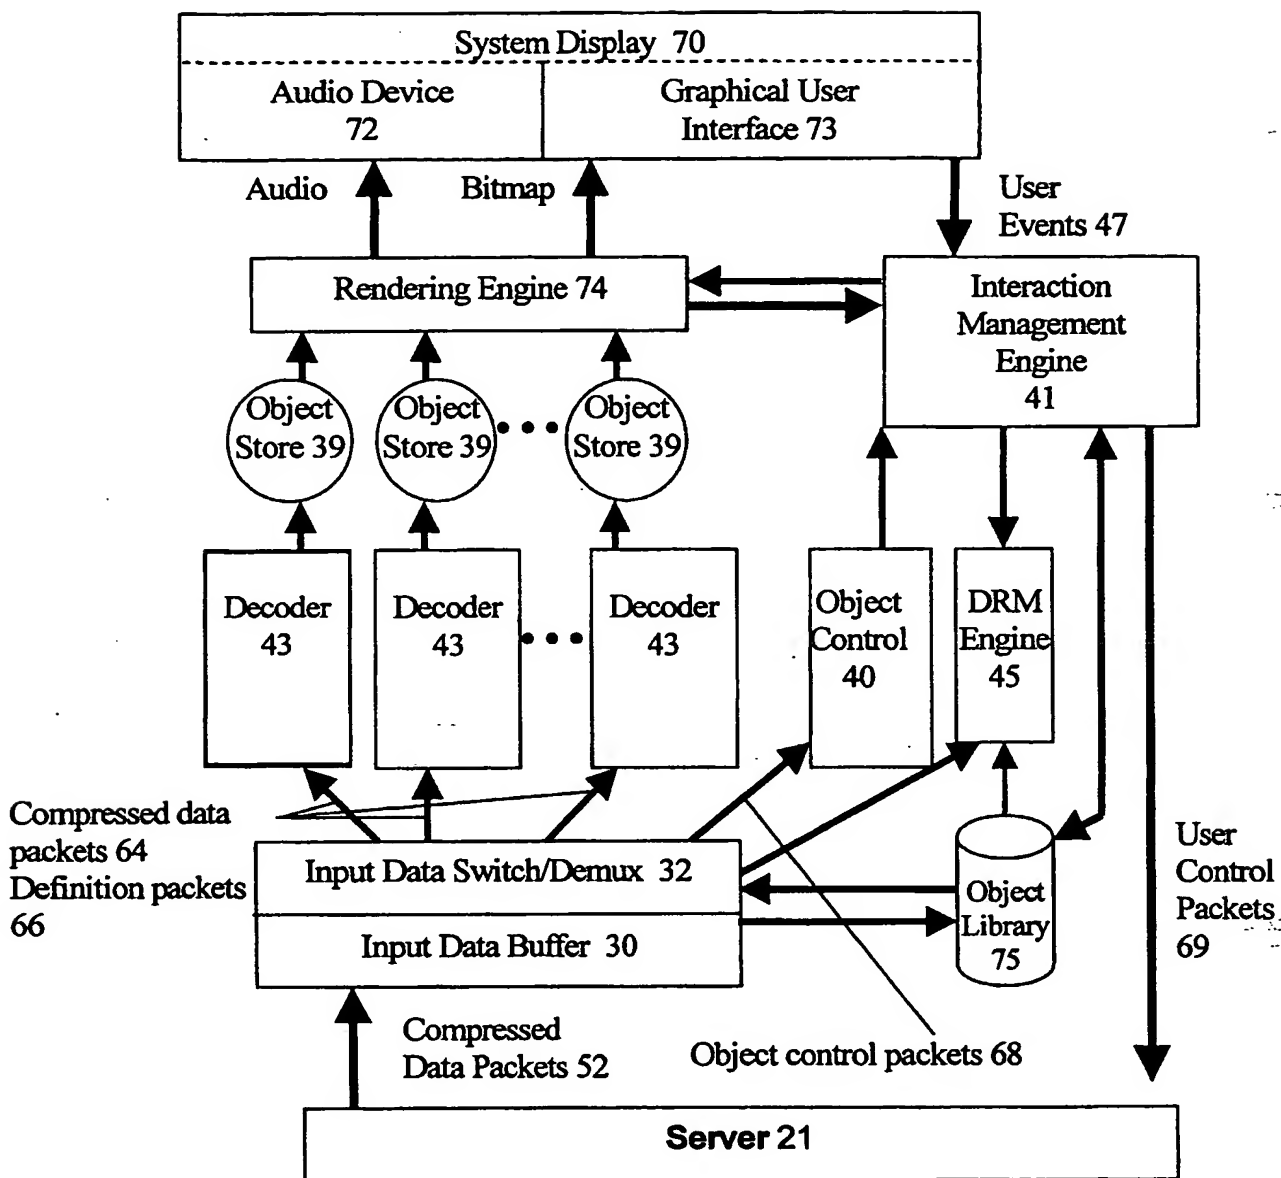 System Display 70
Audio Device
72
Graphical User
Interface 73
Audio
Bitmap
User
Events 47
Rendering Engine 74
Interaction
Management
Engine
41
Object
Store 39
Object
Store 39
Object
Store 39
Decoder
43
Decoder
43
Decoder
43
Object
Control
40
DRM
Engine
45
Compressed data
packets 64
Definition packets
66
Input Data Switch/Demux 32
Input Data Buffer 30
Object
Library
75
User
Control
Packets
69
Compressed
Data Packets 52
Object control packets 68
Server 21